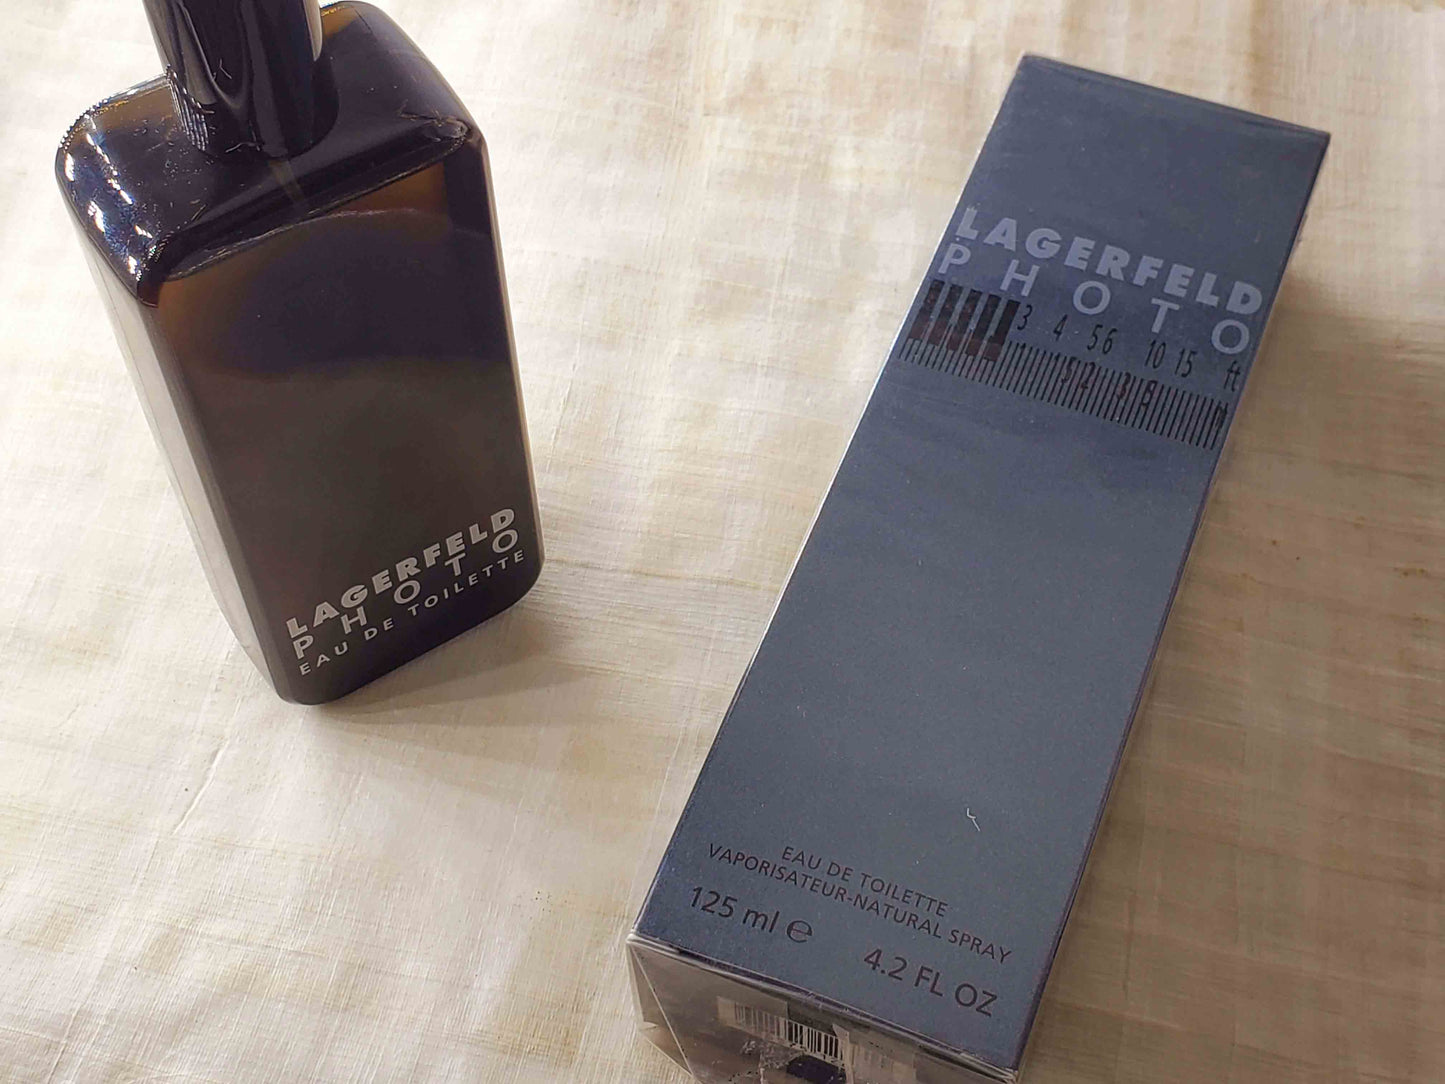 LAGERFELD
PHOTO
EAU DE TOILETTE
LAGERFELD
PHOTO
3 4 56 10 15 ft
EAU DE TOILETTE
VAPORISATEUR-NATURAL SPRAY
125 ml ℮
4.2 FL OZ